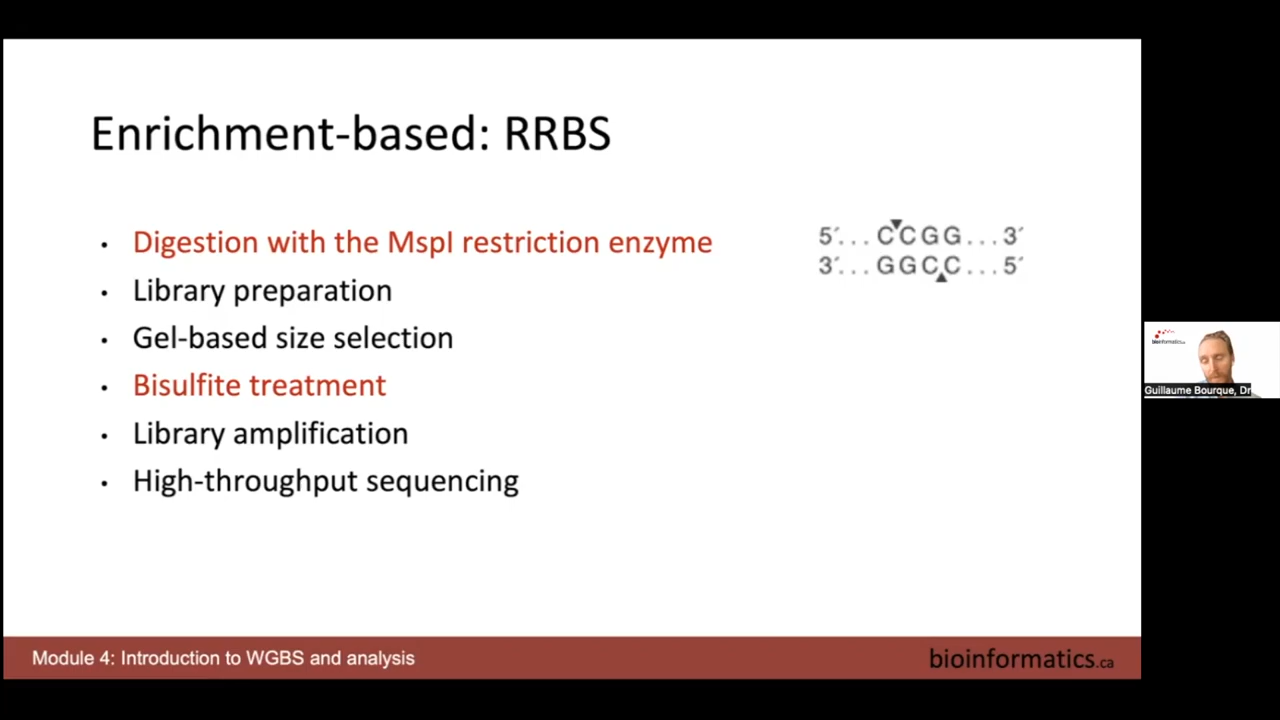 Enrichment-based: RRBS
• Digestion with the MspI restriction enzyme
• Library preparation
• Gel-based size selection
• Bisulfite treatment
• Library amplification
• High-throughput sequencing
5′...CCGG...3′
3′...GGCC...5′
bioinformatics.ca
Guillaume Bourque, Dr
Module 4: Introduction to WGBS and analysis
bioinformatics.ca